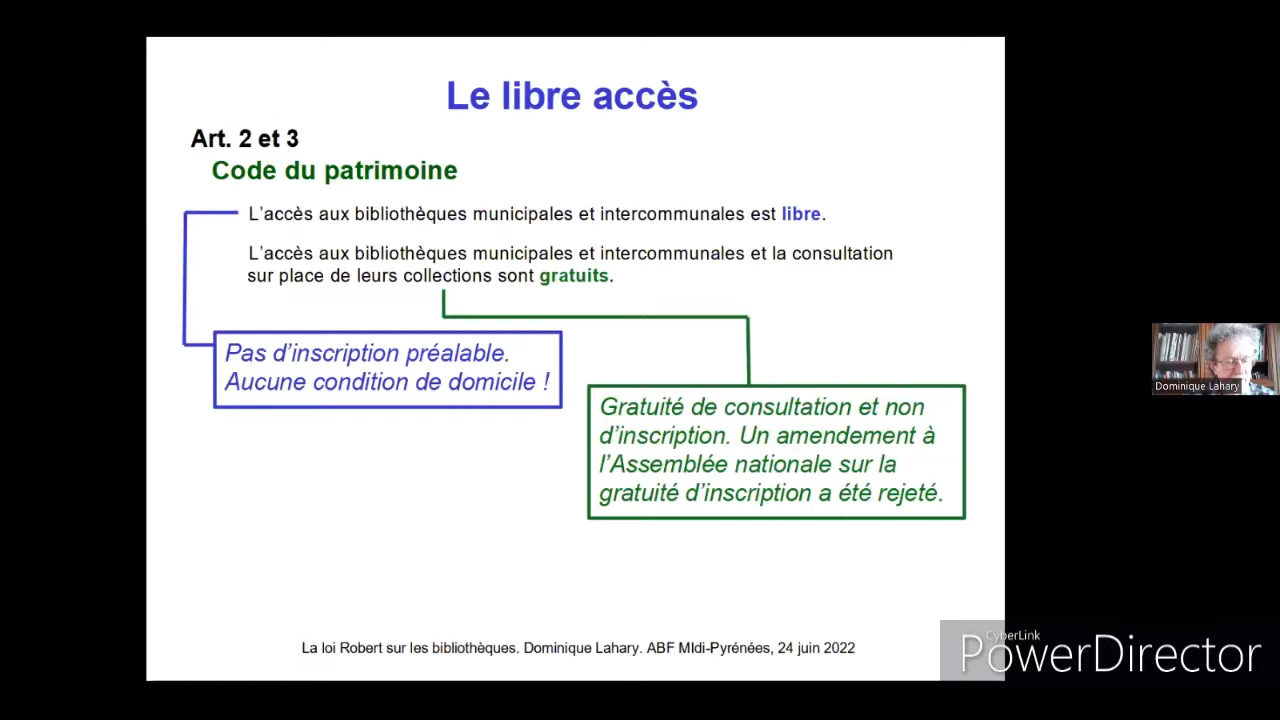 Le libre accès
Art. 2 et 3
Code du patrimoine
L'accès aux bibliothèques municipales et intercommunales est libre.
L'accès aux bibliothèques municipales et intercommunales et la consultation
sur place de leurs collections sont gratuits.
Pas d'inscription préalable.
Aucune condition de domicile !
Gratuité de consultation et non
d'inscription. Un amendement à
l'Assemblée nationale sur la
gratuité d'inscription a été rejeté.
La loi Robert sur les bibliothèques. Dominique Lahary. ABF MIdi-Pyrénées, 24 juin 2022
Dominique Lahary
CyberLink
PowerDirector